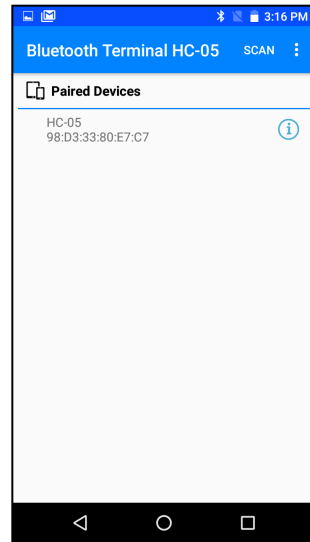 3:16 PM
Bluetooth Terminal HC-05 SCAN
Paired Devices
HC-05
98:D3:33:80:E7:C7